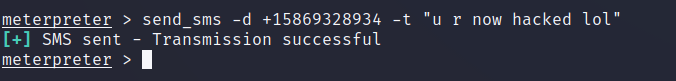 meterpreter > send_sms -d +15869328934 -t "u r now hacked lol"
[+] SMS sent - Transmission successful
meterpreter >